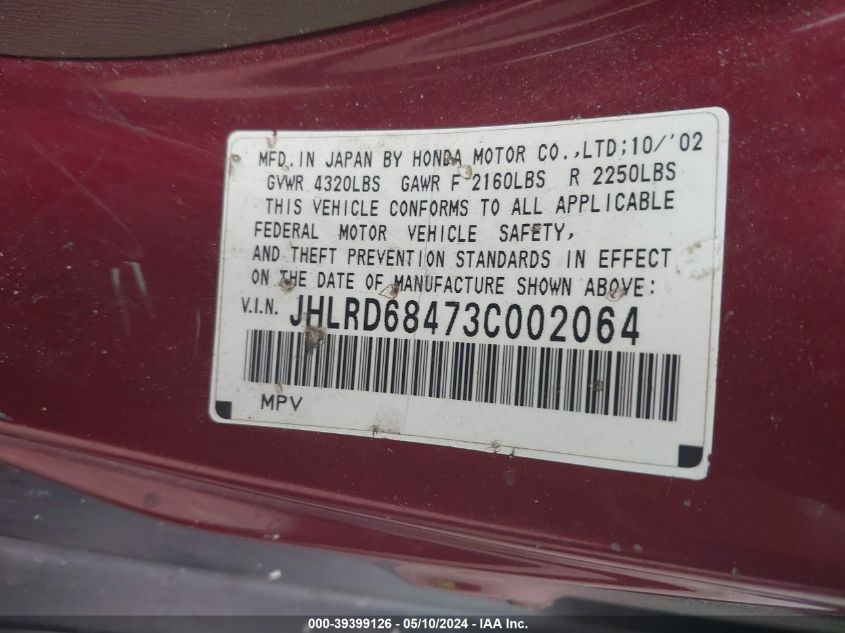 MFD. IN JAPAN BY HONDA MOTOR CO.,LTD; 10/'02
GVWR 4320LBS GAWR F 2160LBS R 2250LBS
THIS VEHICLE CONFORMS TO ALL APPLICABLE
FEDERAL MOTOR VEHICLE SAFETY,
AND THEFT PREVENTION STANDARDS IN EFFECT
ON THE DATE OF MANUFACTURE SHOWN ABOVE:
V.I.N. JHLRD68473C002064
MPV
000-39399126 - 05/10/2024 - IAA, Inc.